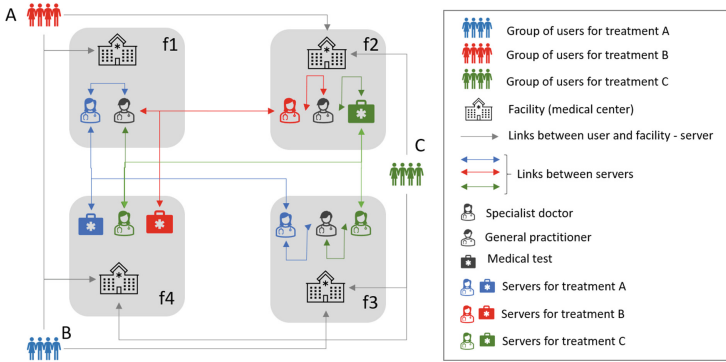 A
f1
f2
C
f4
f3
B
Group of users for treatment A
Group of users for treatment B
Group of users for treatment C
Facility (medical center)
Links between user and facility - server
Links between servers
Specialist doctor
General practitioner
Medical test
Servers for treatment A
Servers for treatment B
Servers for treatment C